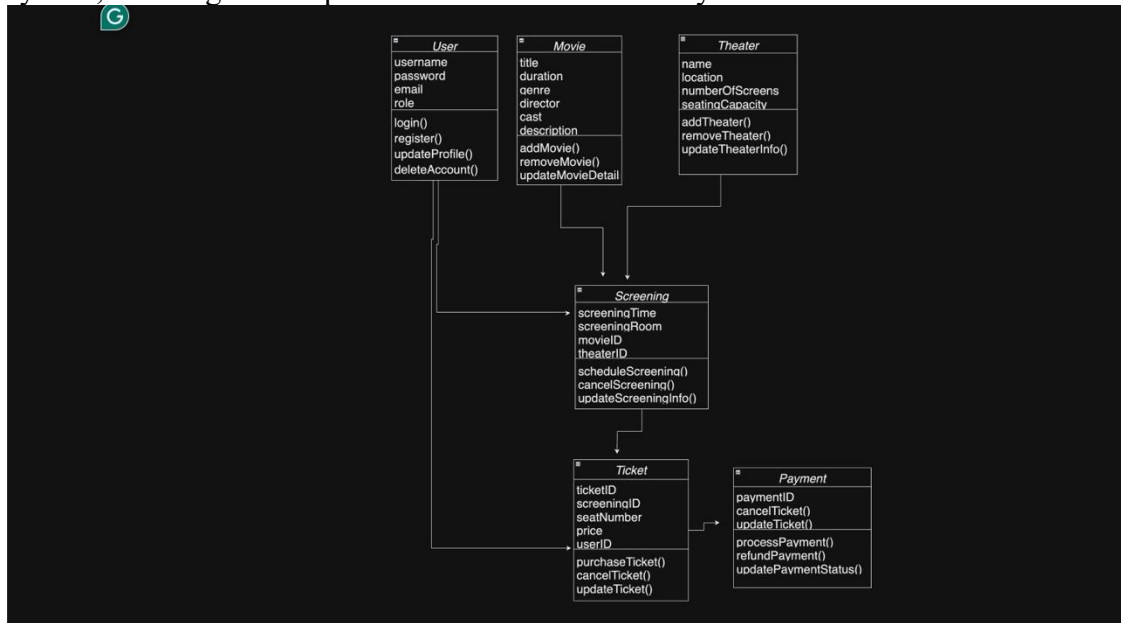 G
User
username
password
email
role
login()
register()
updateProfile()
deleteAccount()
Movie
title
duration
genre
director
cast
description
addMovie()
removeMovie()
updateMovieDetail
Theater
name
location
numberOfScreens
seatingCapacity
addTheater()
removeTheater()
updateTheaterInfo()
Screening
screeningTime
screeningRoom
movieID
theaterID
scheduleScreening()
cancelScreening()
updateScreeningInfo()
Ticket
ticketID
screeningID
seatNumber
price
userID
purchaseTicket()
cancelTicket()
updateTicket()
Payment
paymentID
cancelTicket()
updateTicket()
processPayment()
refundPayment()
updatePaymentStatus()